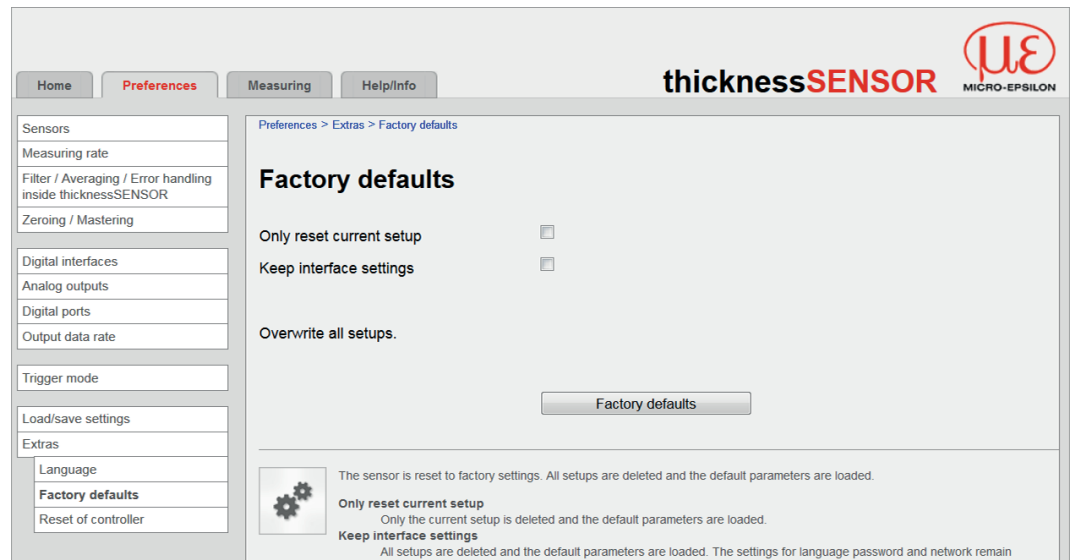 Home
Preferences
Measuring
Help/Info
thicknessSENSOR
με
MICRO-EPSILON
Sensors
Measuring rate
Filter / Averaging / Error handling
inside thicknessSENSOR
Zeroing / Mastering
Digital interfaces
Analog outputs
Digital ports
Output data rate
Trigger mode
Load/save settings
Extras
Language
Factory defaults
Reset of controller
Preferences > Extras > Factory defaults
Factory defaults
Only reset current setup
Keep interface settings
Overwrite all setups.
Factory defaults
The sensor is reset to factory settings. All setups are deleted and the default parameters are loaded.
Only reset current setup
Only the current setup is deleted and the default parameters are loaded.
Keep interface settings
All setups are deleted and the default parameters are loaded. The settings for language password and network remain